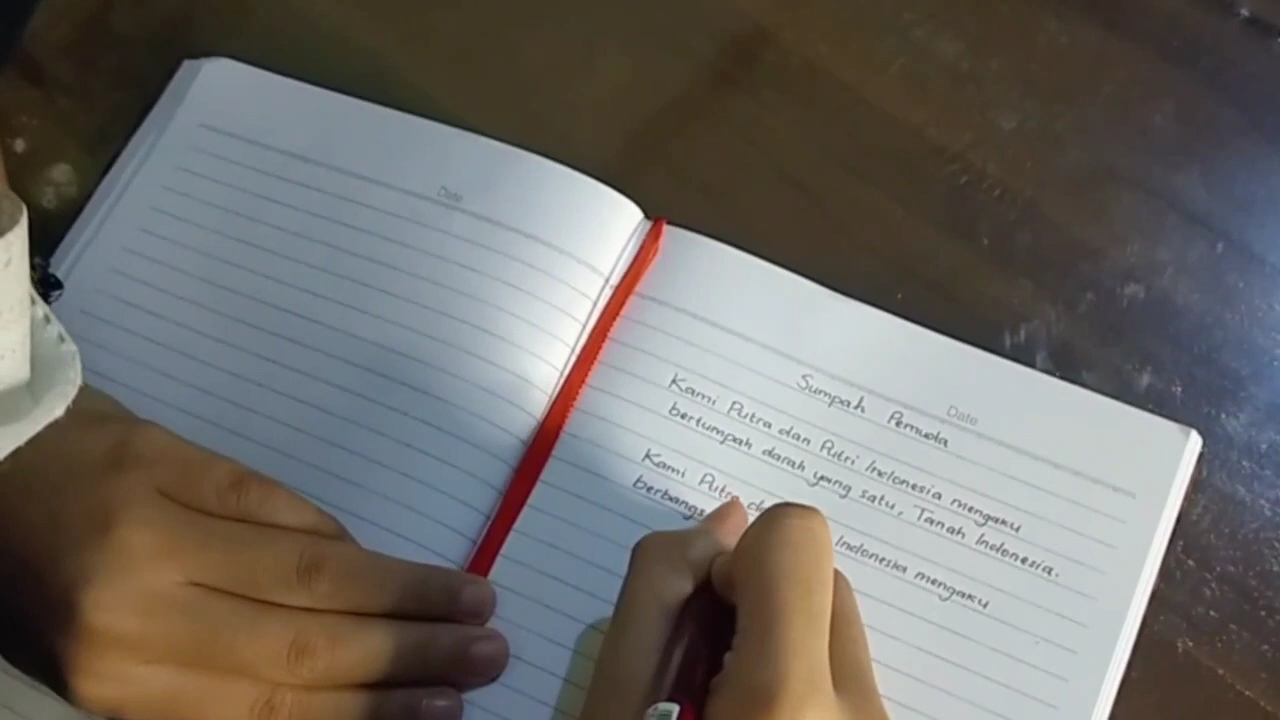 Date
Date
Sumpah Pemuda
Kami Putra dan Putri Indonesia mengaku
bertumpah darah yang satu, Tanah Indonesia.
Kami Putra Indonesia mengaku